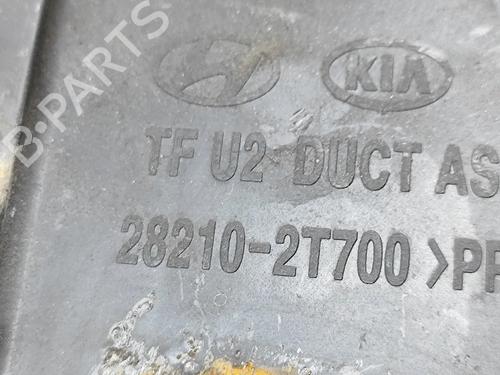 B-PARTS
KIA
TF U2 DUCT AS
28210-2T700 >PP